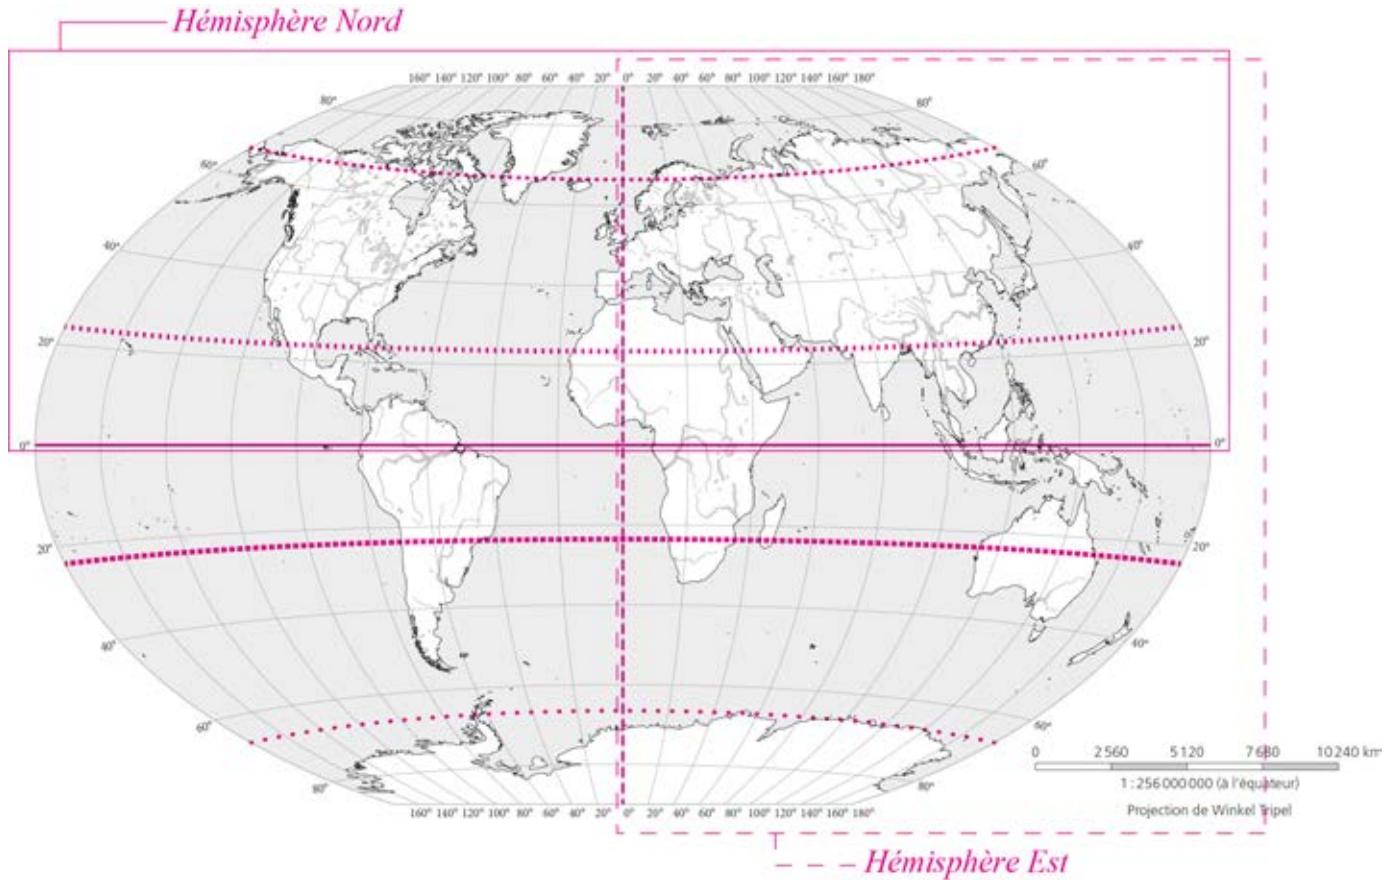 Hémisphère Nord
160° 140° 120° 100° 80° 60° 40° 20° 0° 20° 40° 60° 80° 100° 120° 140° 160° 180°
80° 80°
60° 60°
40° 40°
20° 20°
0° 0°
20° 20°
40° 40°
60° 60°
80° 80°
0 2 560 5 120 7 680 10 240 km
1 : 256 000 000 (à l'équateur)
Projection de Winkel Tripel
160° 140° 120° 100° 80° 60° 40° 20° 0° 20° 40° 60° 80° 100° 120° 140° 160° 180°
Hémisphère Est